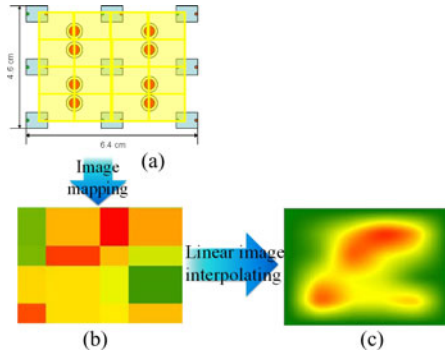 4.6 cm
6.4 cm
(a)
Image
mapping
Linear image
interpolating
(b)
(c)